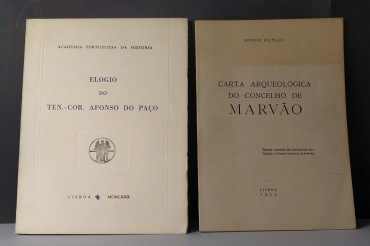 ACADEMIA PORTUGUESA DA HISTÓRIA
ELOGIO
DO
TEN.-COR. AFONSO DO PAÇO
LISBOA
MCMLXXII
AFONSO DO PAÇO
CARTA ARQUEOLÓGICA
DO CONCELHO DE
MARVÃO
LISBOA
1953